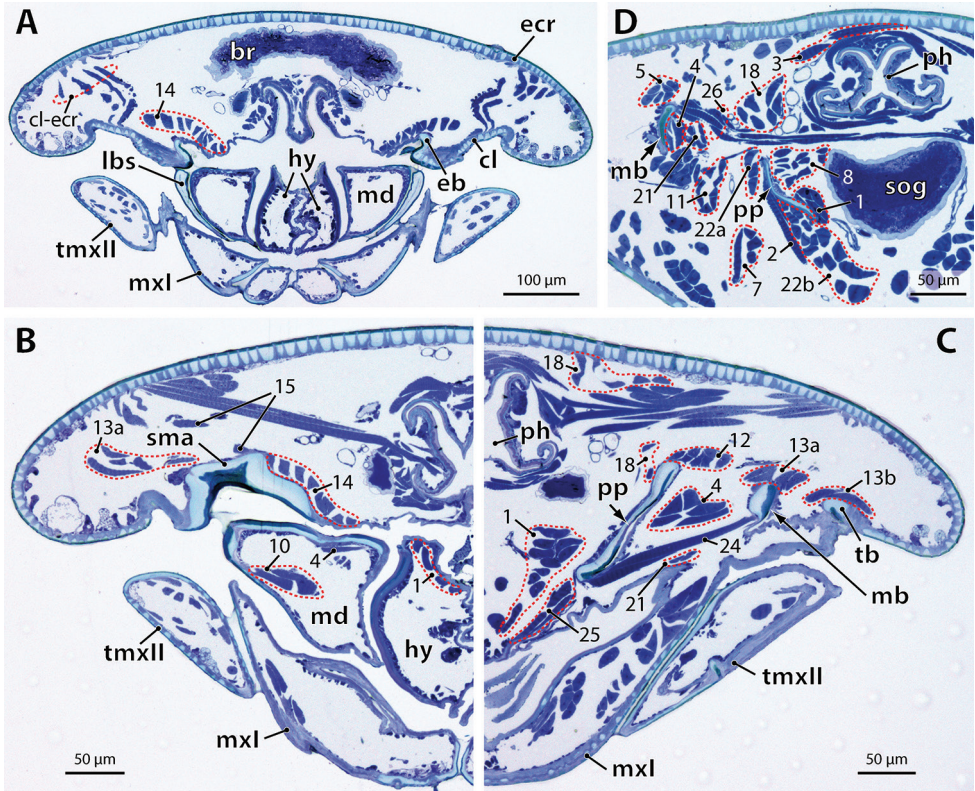 A
br
ecr
14
cl-ecr
lbs
hy
md
eb
cl
tmxII
mxI
100 µm
D
3
ph
5
4
18
26
mb
21
11
22a
pp
8
sog
1
2
7
22b
50 µm
B
15
13a
sma
14
10
4
1
md
hy
tmxII
mxI
50 µm
C
18
ph
12
13a
18
4
13b
pp
1
24
tb
21
mb
25
tmxII
mxI
50 µm